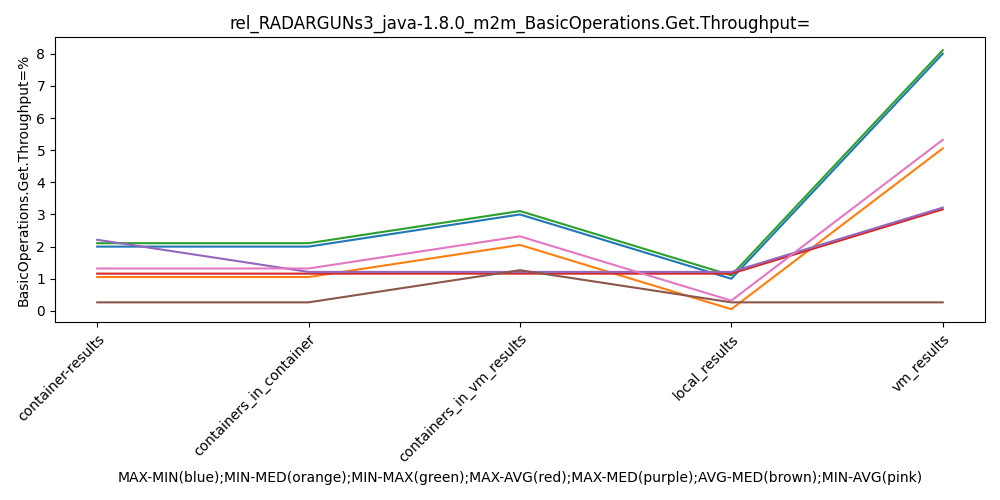 rel_RADARGUNs3_java-1.8.0_m2m_BasicOperations.Get.Throughput=
BasicOperations.Get.Throughput=%
8
7
6
5
4
3
2
1
0
container-results
containers_in_container
containers_in_vm_results
local_results
vm_results
MAX-MIN(blue);MIN-MED(orange);MIN-MAX(green);MAX-AVG(red);MAX-MED(purple);AVG-MED(brown);MIN-AVG(pink)